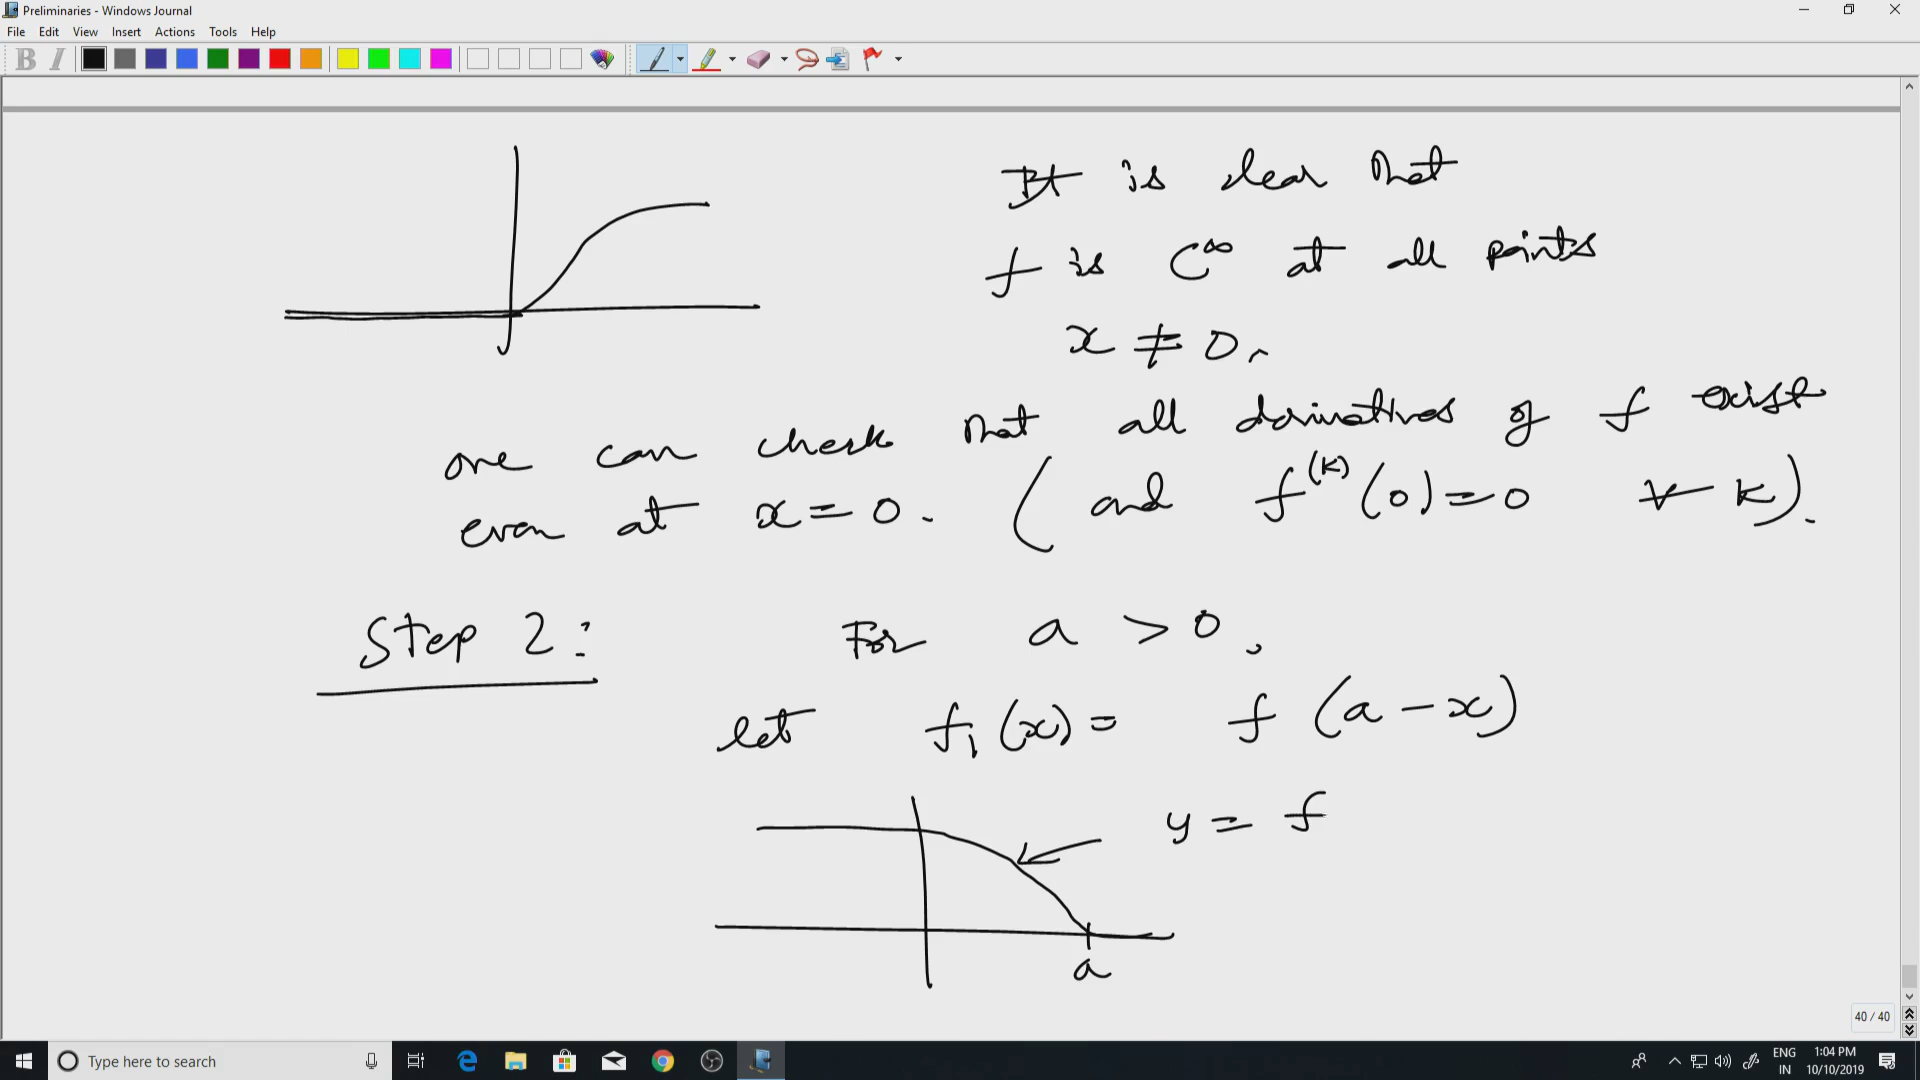 Preliminaries - Windows Journal
File Edit View Insert Actions Tools Help
B I
It is clear that
f is C^∞ at all points
x ≠ 0,
one can check that all derivatives of f exist
even at x = 0. (and f^(k)(0) = 0 ∀ k).
Step 2: For a > 0,
let f₁(x) = f(a - x)
y = f
a
40 / 40
Type here to search
ENG
IN
1:04 PM
10/10/2019